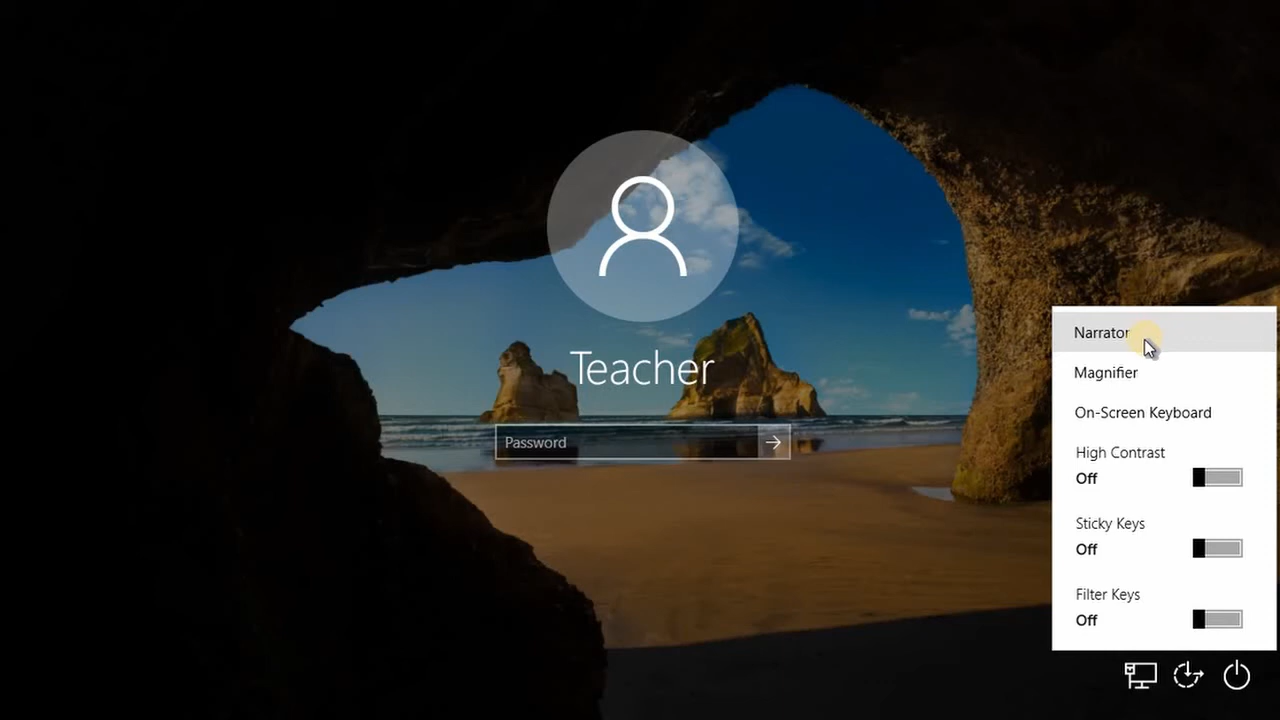 Teacher
Password
Narrator
Magnifier
On-Screen Keyboard
High Contrast
Off
Sticky Keys
Off
Filter Keys
Off